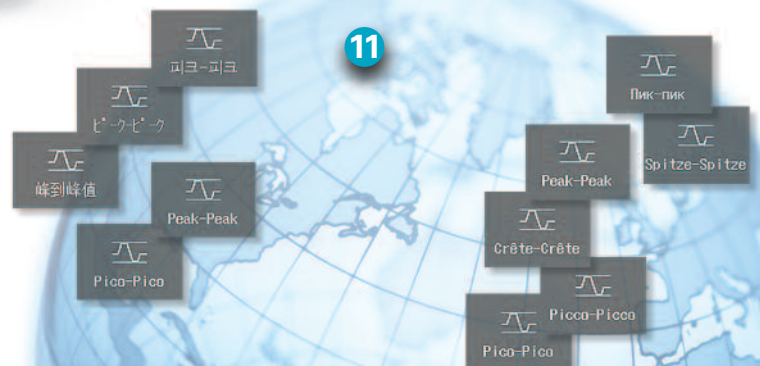 11
피크-피크
ピーク-ピーク
峰到峰值
Peak-Peak
Pico-Pico
Пик-пик
Spitze-Spitze
Peak-Peak
Crête-Crête
Picco-Picco
Pico-Pico